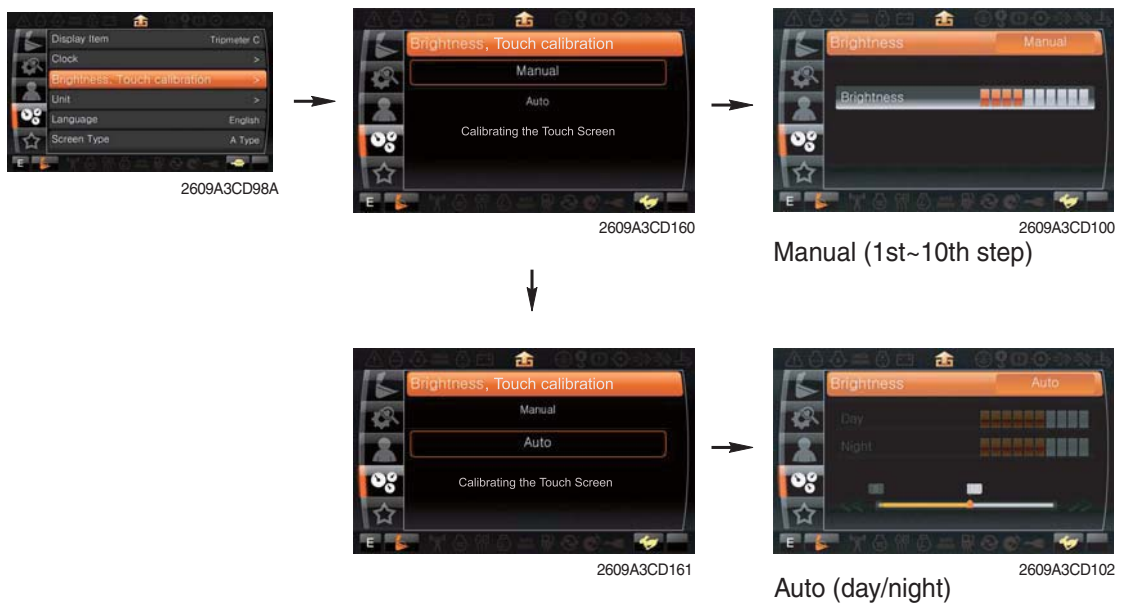 Display Item Tripmeter C
Clock >
Brightness, Touch calibration >
Unit >
Language English
Screen Type A Type
E
2609A3CD98A
Brightness, Touch calibration
Manual
Auto
Calibrating the Touch Screen
E
2609A3CD160
Brightness Manual
Brightness
E
2609A3CD100
Manual (1st~10th step)
Brightness, Touch calibration
Manual
Auto
Calibrating the Touch Screen
E
2609A3CD161
Brightness Auto
Day
Night
E
2609A3CD102
Auto (day/night)